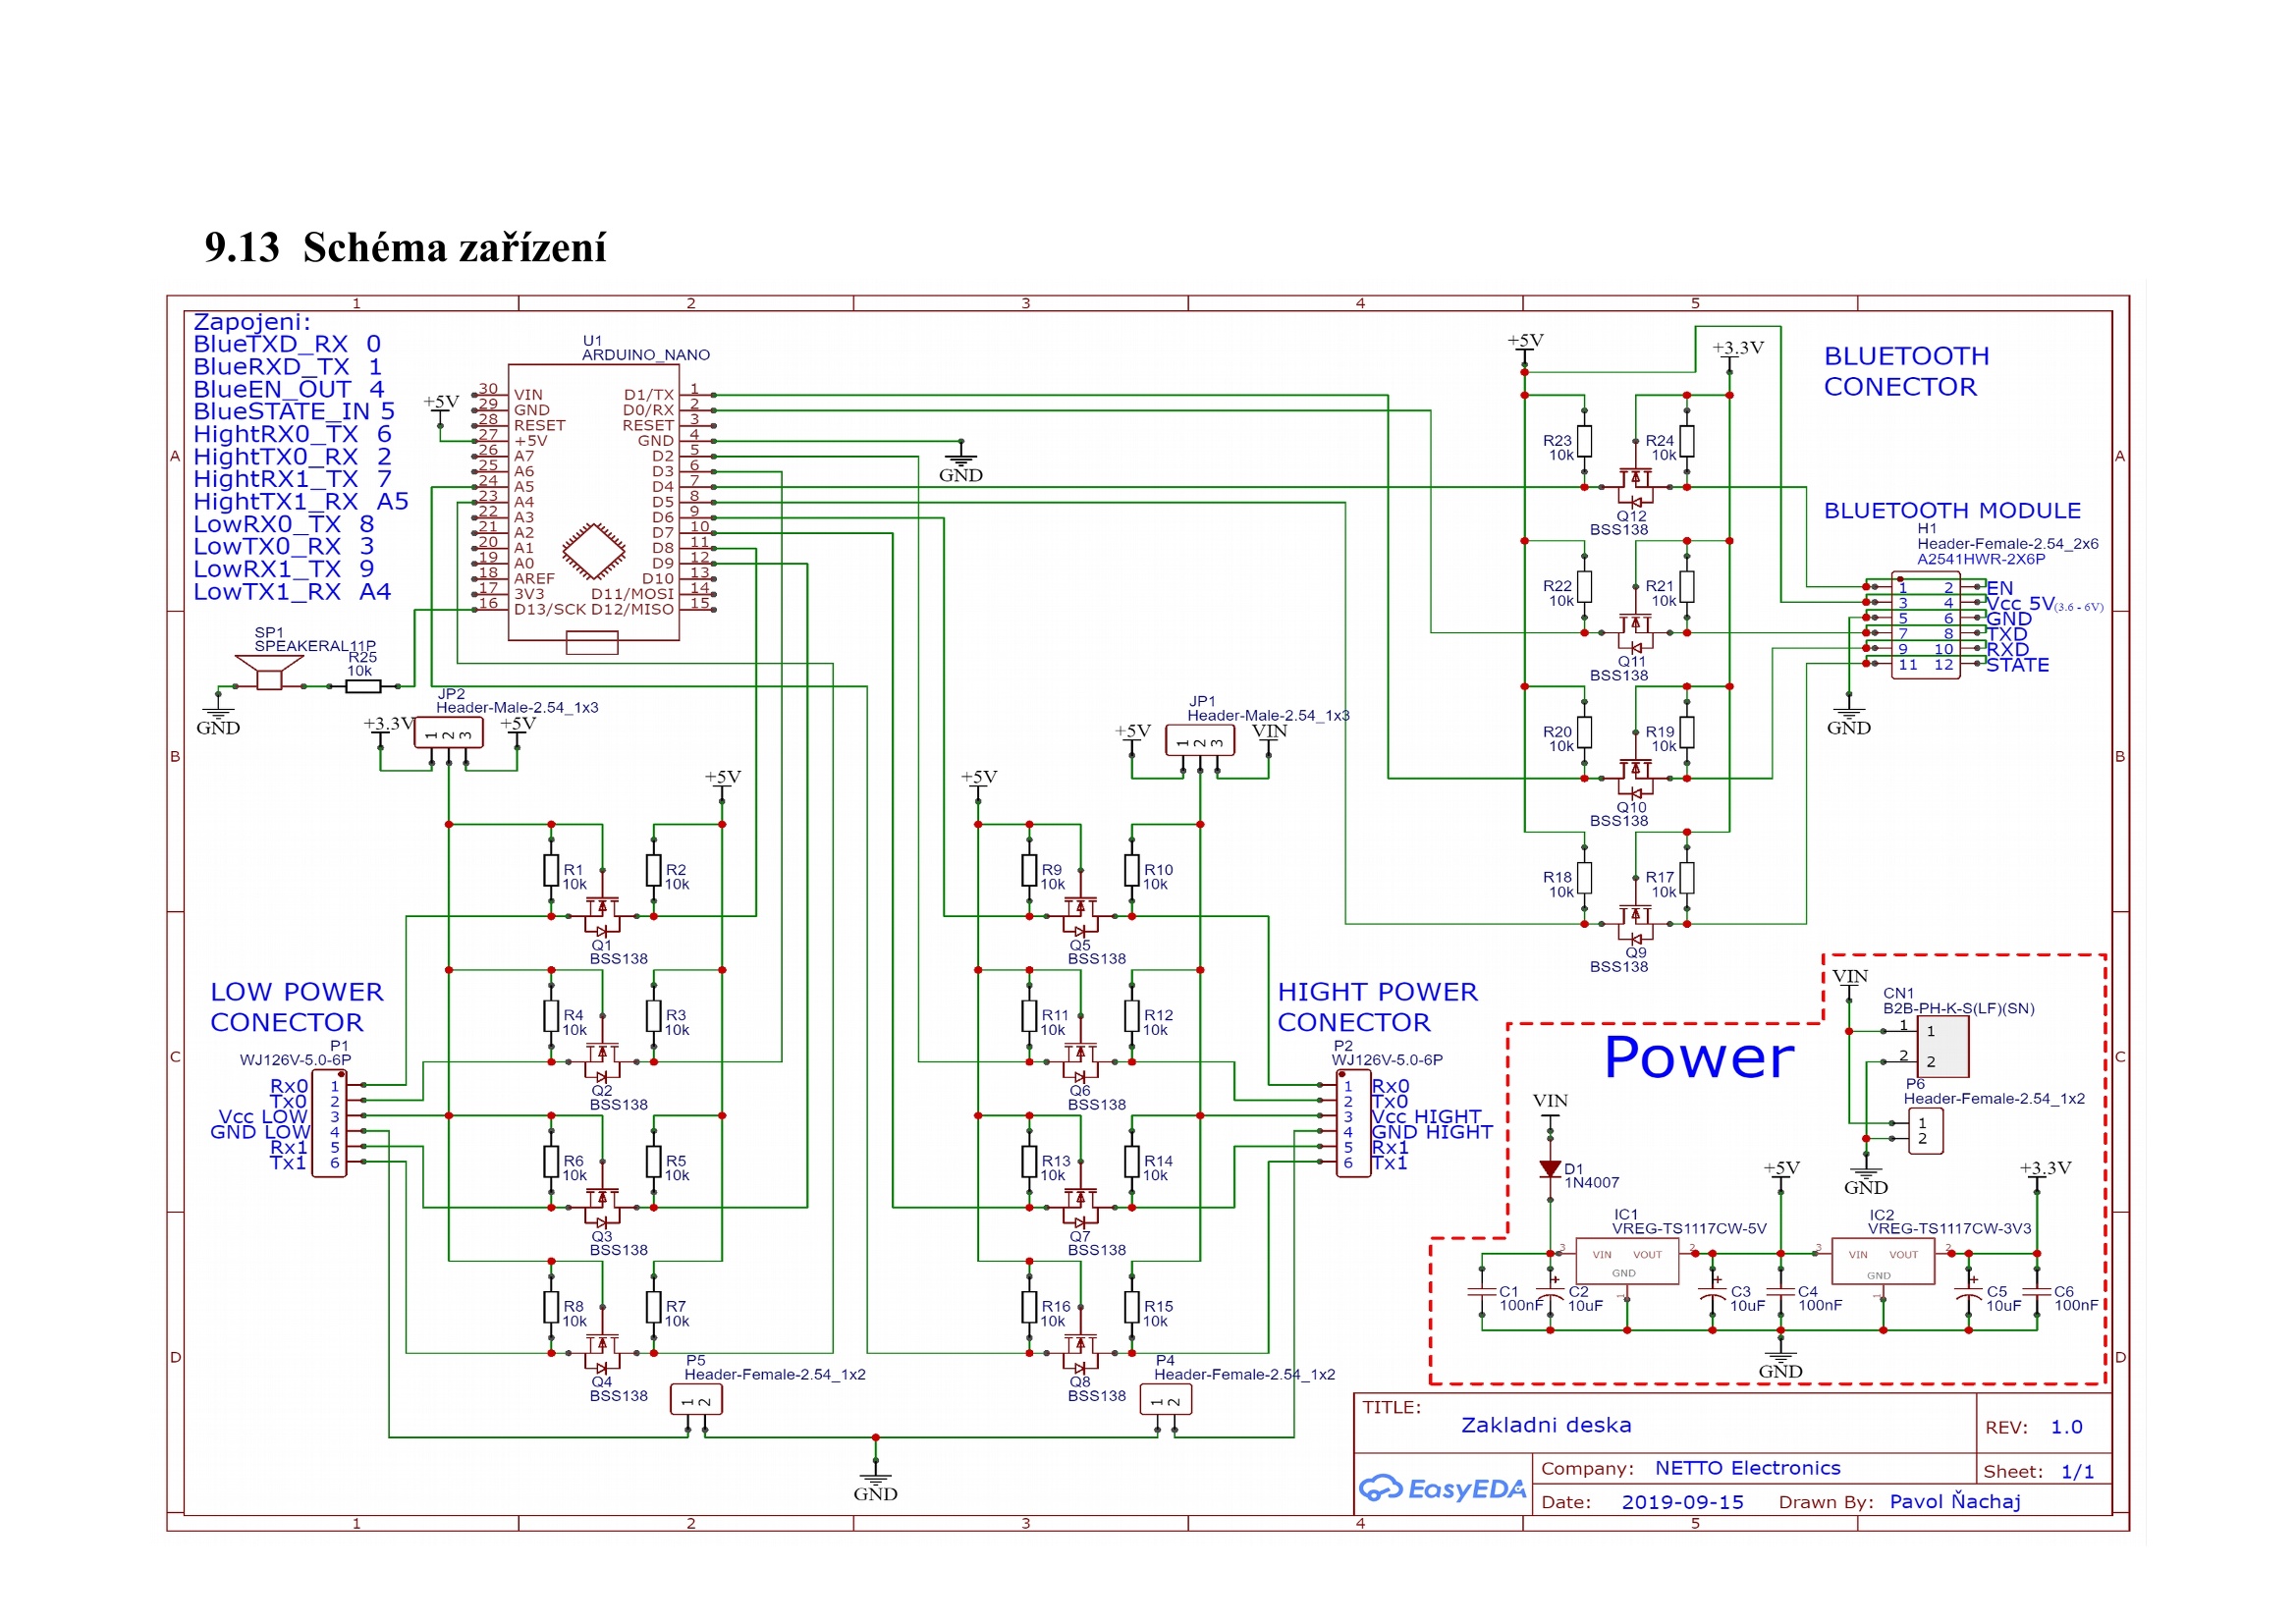 9.13 Schéma zařízení
1
2
3
4
5
Zapojeni:
BlueTXD_RX 0
BlueRXD_TX 1
BlueEN_OUT 4
BlueSTATE_IN 5
HightRX0_TX 6
HightTX0_RX 2
HightRX1_TX 7
HightTX1_RX A5
LowRX0_TX 8
LowTX0_RX 3
LowRX1_TX 9
LowTX1_RX A4
U1
ARDUINO_NANO
30 VIN D1/TX 1
29 GND D0/RX 2
28 RESET RESET 3
27 +5V GND 4
26 A7 D2 5
25 A6 D3 6
24 A5 D4 7
23 A4 D5 8
22 A3 D6 9
21 A2 D7 10
20 A1 D8 11
19 A0 D9 12
18 AREF D10 13
17 3V3 D11/MOSI 14
16 D13/SCK D12/MISO 15
+5V
GND
SP1
SPEAKERAL11P
R25
10k
GND
JP2
Header-Male-2.54_1x3
+3.3V
1 2 3
+5V
+5V
R1
10k
R2
10k
Q1
BSS138
R4
10k
R3
10k
Q2
BSS138
R6
10k
R5
10k
Q3
BSS138
R8
10k
R7
10k
Q4
BSS138
LOW POWER
CONECTOR
P1
WJ126V-5.0-6P
Rx0 1
Tx0 2
Vcc LOW 3
GND LOW 4
Rx1 5
Tx1 6
P5
Header-Female-2.54_1x2
1 2
GND
JP1
Header-Male-2.54_1x3
+5V
1 2 3
VIN
+5V
R9
10k
R10
10k
Q5
BSS138
R11
10k
R12
10k
Q6
BSS138
R13
10k
R14
10k
Q7
BSS138
R16
10k
R15
10k
Q8
BSS138
HIGHT POWER
CONECTOR
P2
WJ126V-5.0-6P
1 Rx0
2 Tx0
3 Vcc HIGHT
4 GND HIGHT
5 Rx1
6 Tx1
P4
Header-Female-2.54_1x2
1 2
+5V
+3.3V
BLUETOOTH
CONECTOR
R23
10k
R24
10k
Q12
BSS138
R22
10k
R21
10k
Q11
BSS138
R20
10k
R19
10k
Q10
BSS138
R18
10k
R17
10k
Q9
BSS138
BLUETOOTH MODULE
H1
Header-Female-2.54_2x6
A2541HWR-2X6P
1 2 EN
3 4 Vcc 5V(3.6 - 6V)
5 6 GND
7 8 TXD
9 10 RXD
11 12 STATE
GND
Power
VIN
CN1
B2B-PH-K-S(LF)(SN)
1 1
2 2
P6
Header-Female-2.54_1x2
1
2
GND
VIN
D1
1N4007
+5V
+3.3V
IC1
VREG-TS1117CW-5V
3 VIN VOUT 2
GND
1
IC2
VREG-TS1117CW-3V3
3 VIN VOUT 2
GND
1
C1
100nF
+
C2
10uF
+
C3
10uF
C4
100nF
+
C5
10uF
C6
100nF
GND
A
B
C
D
A
B
C
D
TITLE:
Zakladni deska
REV: 1.0
EasyEDA
Company: NETTO Electronics
Sheet: 1/1
Date: 2019-09-15 Drawn By: Pavol Ňachaj
1
2
3
4
5